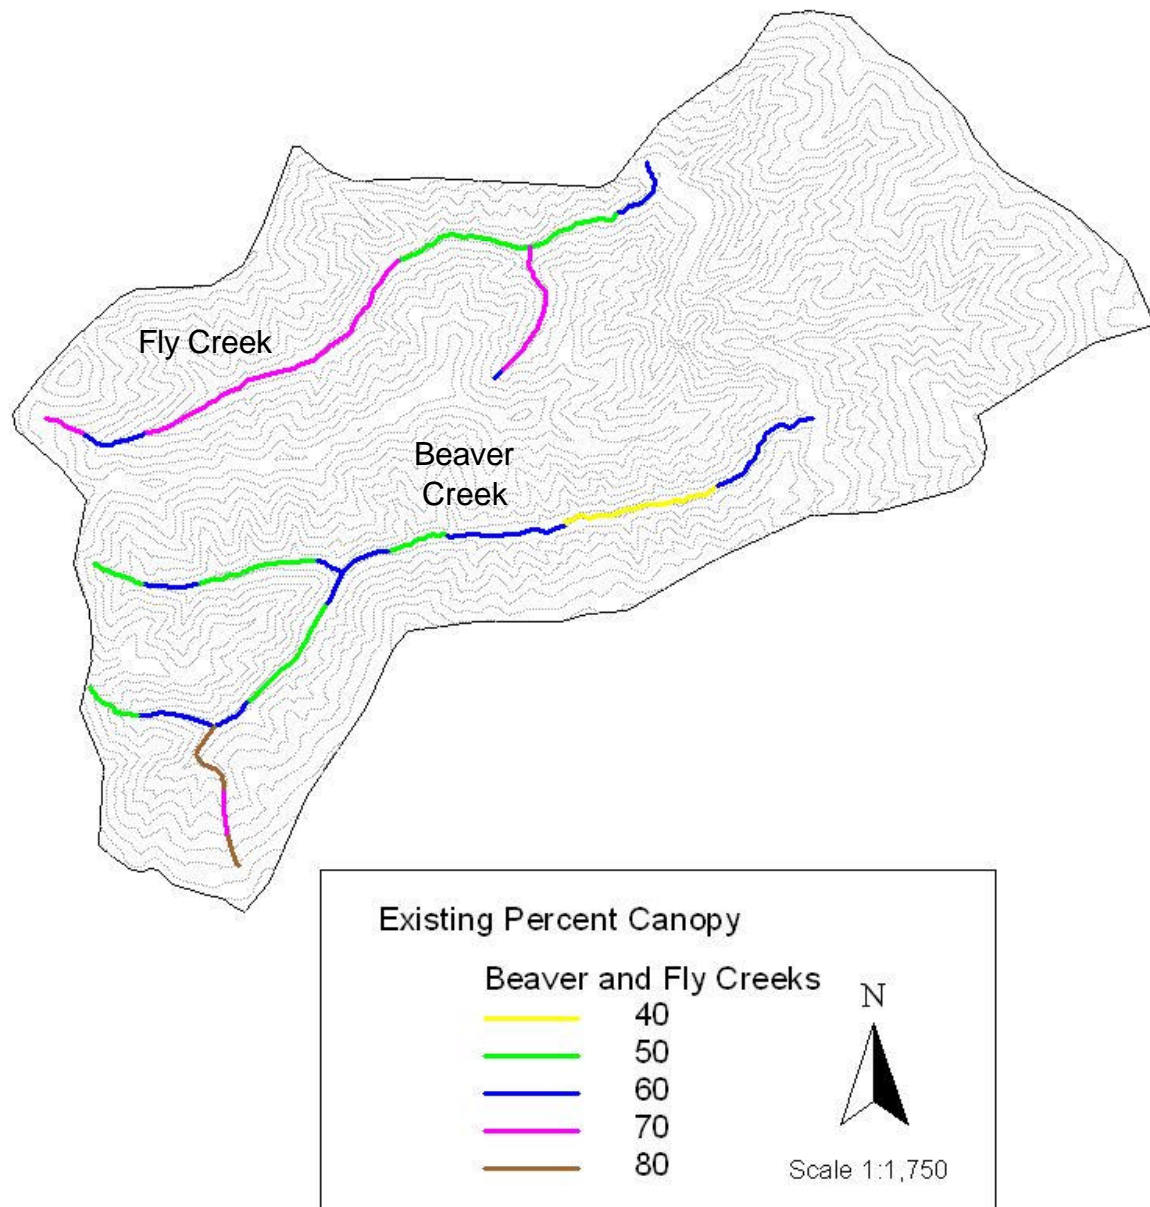 Fly Creek
Beaver
Creek
Existing Percent Canopy
Beaver and Fly Creeks
40
50
60
70
80
N
Scale 1:1,750